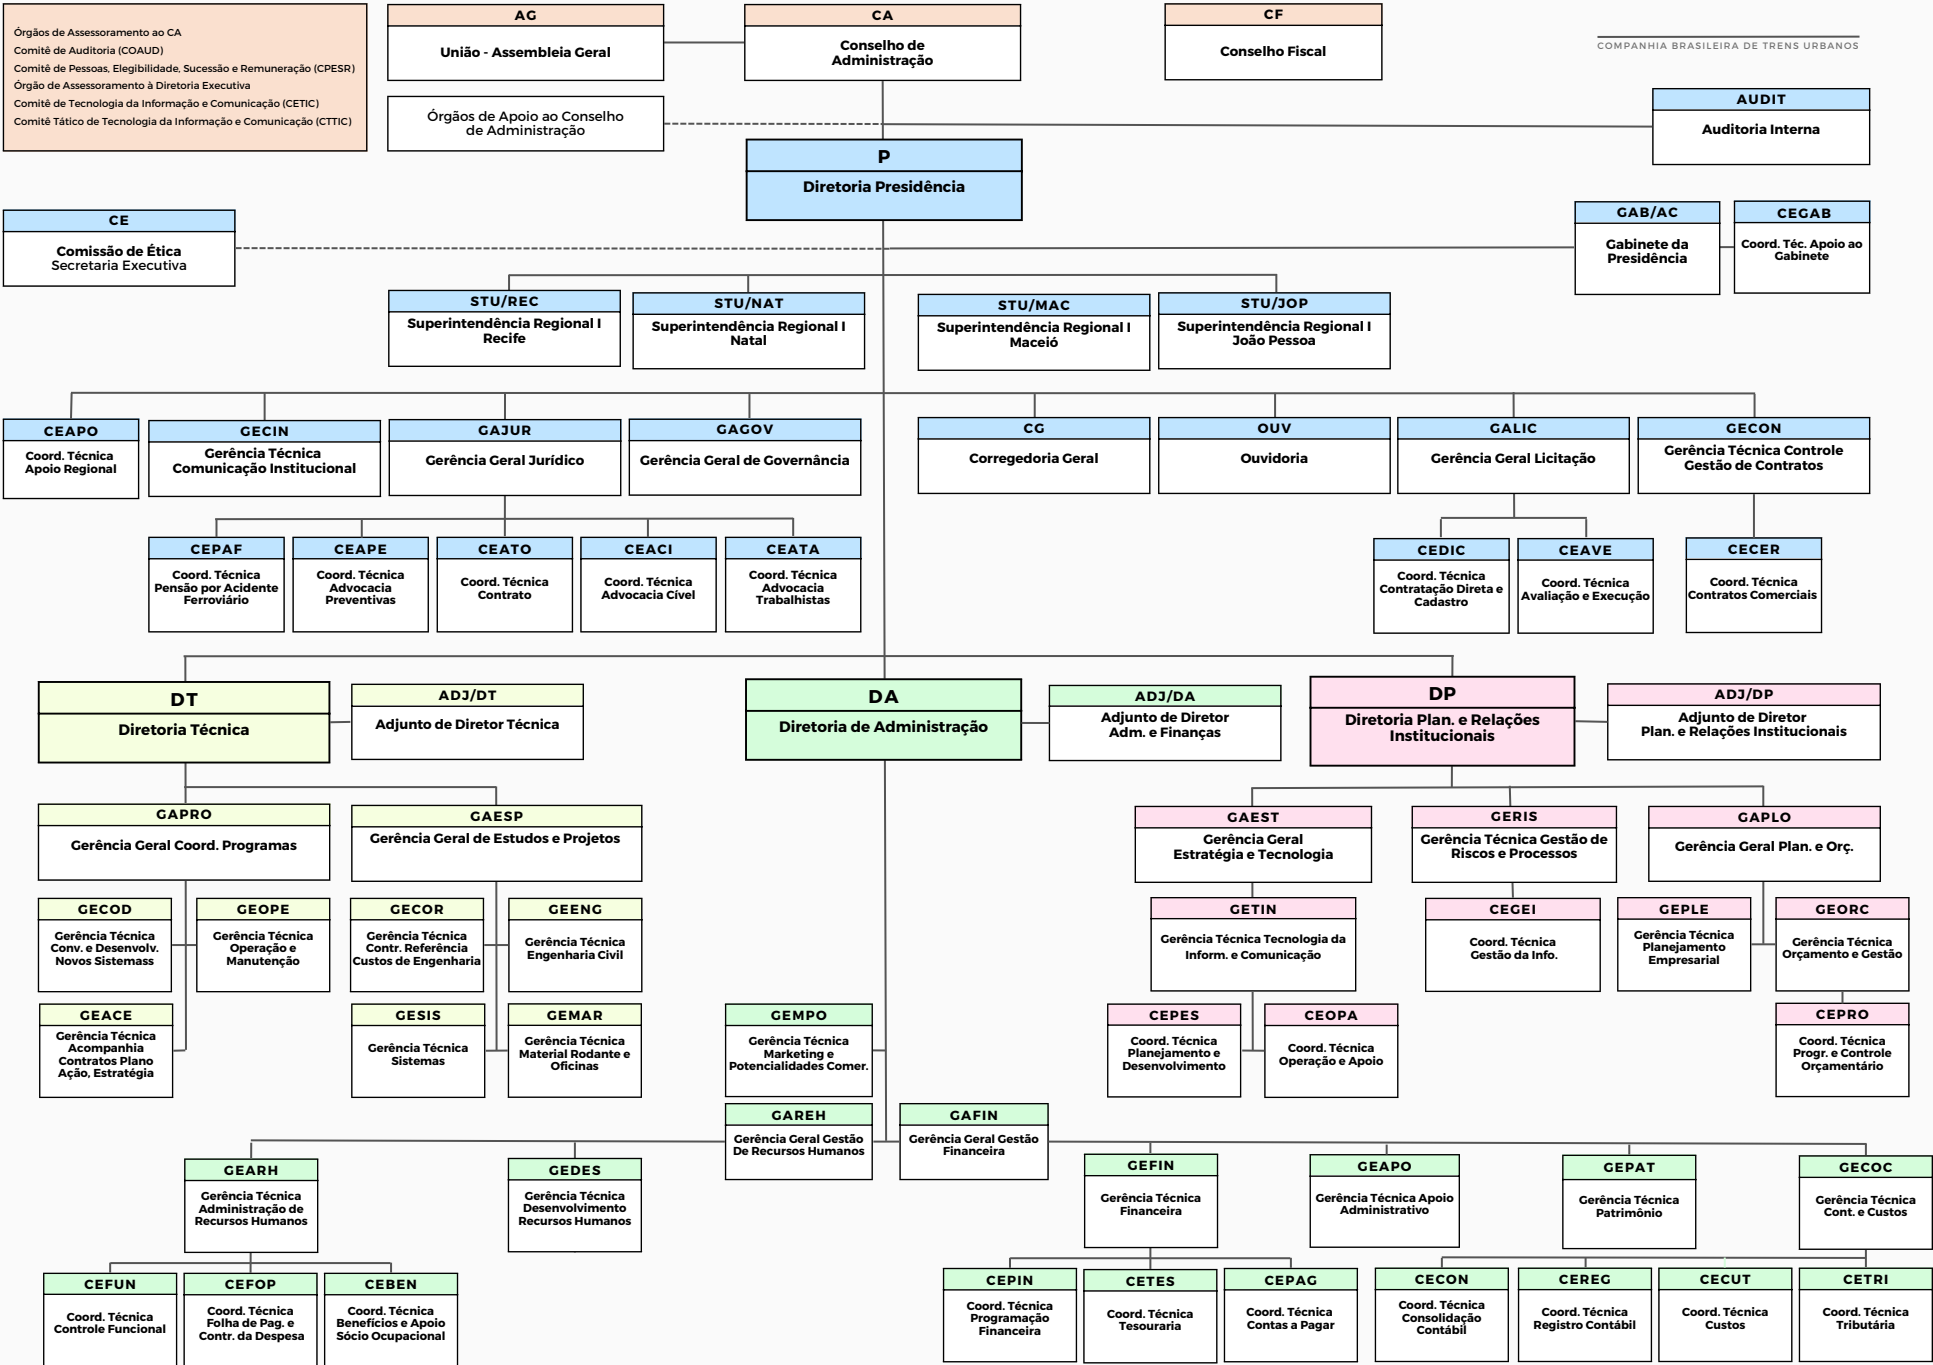 Órgãos de Assessoramento ao CA
Comitê de Auditoria (COAUD)
Comitê de Pessoas, Elegibilidade, Sucessão e Remuneração (CPESR)
Órgão de Assessoramento à Diretoria Executiva
Comitê de Tecnologia da Informação e Comunicação (CETIC)
Comitê Tático de Tecnologia da Informação e Comunicação (CTTIC)
AG
União - Assembleia Geral
CA
Conselho de
Administração
CF
Conselho Fiscal
COMPANHIA BRASILEIRA DE TRENS URBANOS
Órgãos de Apoio ao Conselho
de Administração
AUDIT
Auditoria Interna
P
Diretoria Presidência
CE
Comissão de Ética
Secretaria Executiva
GAB/AC
Gabinete da
Presidência
CEGAB
Coord. Téc. Apoio ao
Gabinete
STU/REC
Superintendência Regional I
Recife
STU/NAT
Superintendência Regional I
Natal
STU/MAC
Superintendência Regional I
Maceió
STU/JOP
Superintendência Regional I
João Pessoa
CEAPO
Coord. Técnica
Apoio Regional
GECIN
Gerência Técnica
Comunicação Institucional
GAJUR
Gerência Geral Jurídico
GAGOV
Gerência Geral de Governância
CG
Corregedoria Geral
OUV
Ouvidoria
GALIC
Gerência Geral Licitação
GECON
Gerência Técnica Controle
Gestão de Contratos
CEPAF
Coord. Técnica
Pensão por Acidente
Ferroviário
CEAPE
Coord. Técnica
Advocacia
Preventivas
CEATO
Coord. Técnica
Contrato
CEACI
Coord. Técnica
Advocacia Cível
CEATA
Coord. Técnica
Advocacia
Trabalhistas
CEDIC
Coord. Técnica
Contratação Direta e
Cadastro
CEAVE
Coord. Técnica
Avaliação e Execução
CECER
Coord. Técnica
Contratos Comerciais
DT
Diretoria Técnica
ADJ/DT
Adjunto de Diretor Técnica
DA
Diretoria de Administração
ADJ/DA
Adjunto de Diretor
Adm. e Finanças
DP
Diretoria Plan. e Relações
Institucionais
ADJ/DP
Adjunto de Diretor
Plan. e Relações Institucionais
GAPRO
Gerência Geral Coord. Programas
GAESP
Gerência Geral de Estudos e Projetos
GAEST
Gerência Geral
Estratégia e Tecnologia
GERIS
Gerência Técnica Gestão de
Riscos e Processos
GAPLO
Gerência Geral Plan. e Orç.
GECOD
Gerência Técnica
Conv. e Desenvolv.
Novos Sistemass
GEOPE
Gerência Técnica
Operação e
Manutenção
GECOR
Gerência Técnica
Contr. Referência
Custos de Engenharia
GEENG
Gerência Técnica
Engenharia Civil
GETIN
Gerência Técnica Tecnologia da
Inform. e Comunicação
CEGEI
Coord. Técnica
Gestão da Info.
GEPLE
Gerência Técnica
Planejamento
Empresarial
GEORC
Gerência Técnica
Orçamento e Gestão
GEACE
Gerência Técnica
Acompanhia
Contratos Plano
Ação, Estratégia
GESIS
Gerência Técnica
Sistemas
GEMAR
Gerência Técnica
Material Rodante e
Oficinas
GEMPO
Gerência Técnica
Marketing e
Potencialidades Comer.
CEPES
Coord. Técnica
Planejamento e
Desenvolvimento
CEOPA
Coord. Técnica
Operação e Apoio
CEPRO
Coord. Técnica
Progr. e Controle
Orçamentário
GAREH
Gerência Geral Gestão
De Recursos Humanos
GAFIN
Gerência Geral Gestão
Financeira
GEARH
Gerência Técnica
Administração de
Recursos Humanos
GEDES
Gerência Técnica
Desenvolvimento
Recursos Humanos
GEFIN
Gerência Técnica
Financeira
GEAPO
Gerência Técnica Apoio
Administrativo
GEPAT
Gerência Técnica
Patrimônio
GECOC
Gerência Técnica
Cont. e Custos
CEFUN
Coord. Técnica
Controle Funcional
CEFOP
Coord. Técnica
Folha de Pag. e
Contr. da Despesa
CEBEN
Coord. Técnica
Benefícios e Apoio
Sócio Ocupacional
CEPIN
Coord. Técnica
Programação
Financeira
CETES
Coord. Técnica
Tesouraria
CEPAG
Coord. Técnica
Contas a Pagar
CECON
Coord. Técnica
Consolidação
Contábil
CEREG
Coord. Técnica
Registro Contábil
CECUT
Coord. Técnica
Custos
CETRI
Coord. Técnica
Tributária